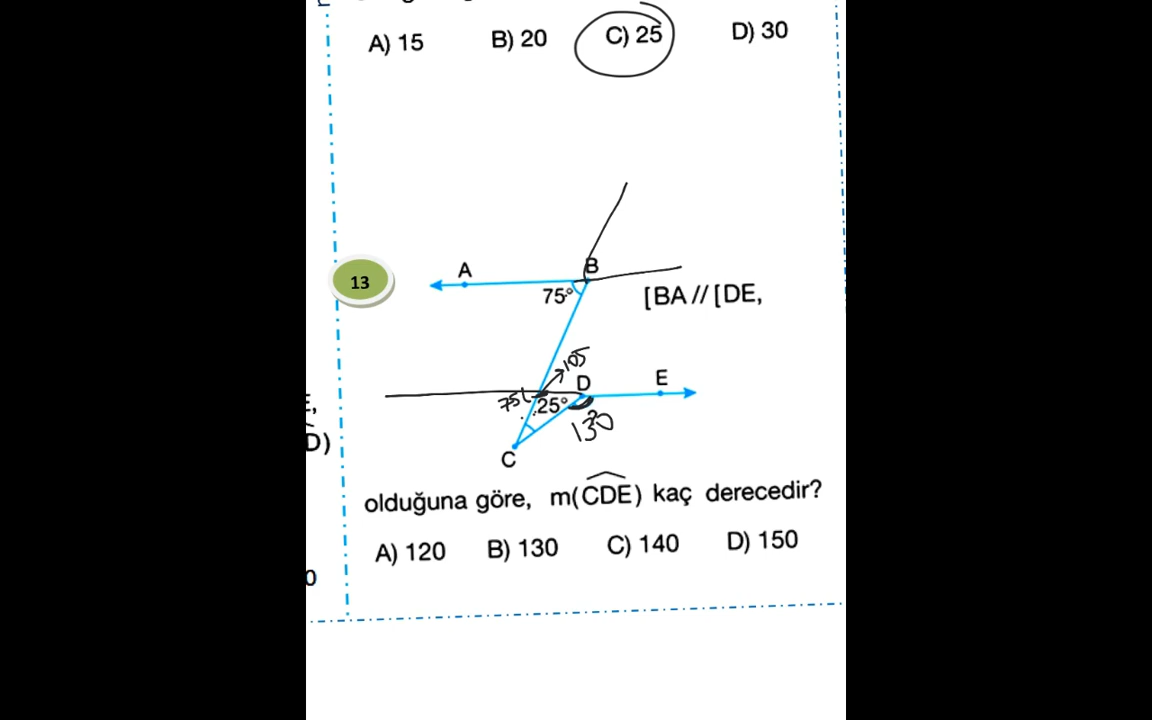 A) 15 B) 20 C) 25 D) 30
13
A B
75° [BA // [DE,
105
D E
75 25°
130
C
D)
olduğuna göre, m(CDE) kaç derecedir?
A) 120 B) 130 C) 140 D) 150
0